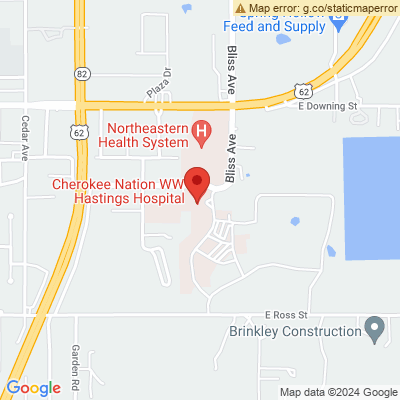 Map error: g.co/staticmaperror
Spring Hollow
Feed and Supply
62
82
Plaza Dr
Bliss Ave
E Downing St
Cedar Ave
62
Northeastern
Health System
H
Bliss Ave
Cherokee Nation WW
Hastings Hospital
E Ross St
Brinkley Construction
Garden Rd
Google
Map data ©2024 Google